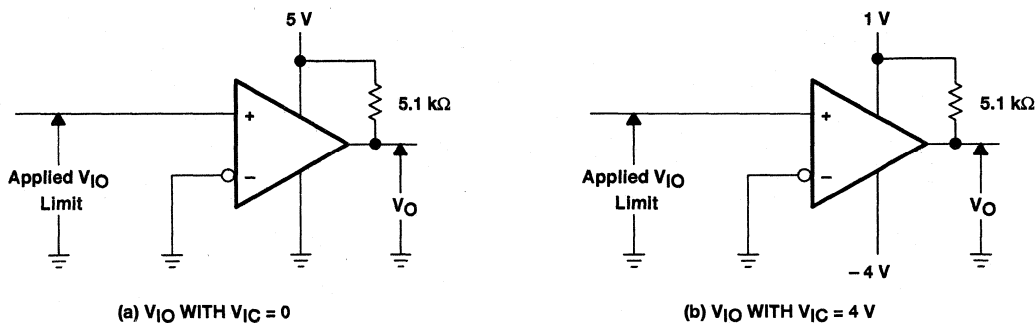 5 V
5.1 kΩ
+
−
Applied VIO
Limit
VO
(a) VIO WITH VIC = 0
1 V
5.1 kΩ
+
−
Applied VIO
Limit
VO
− 4 V
(b) VIO WITH VIC = 4 V